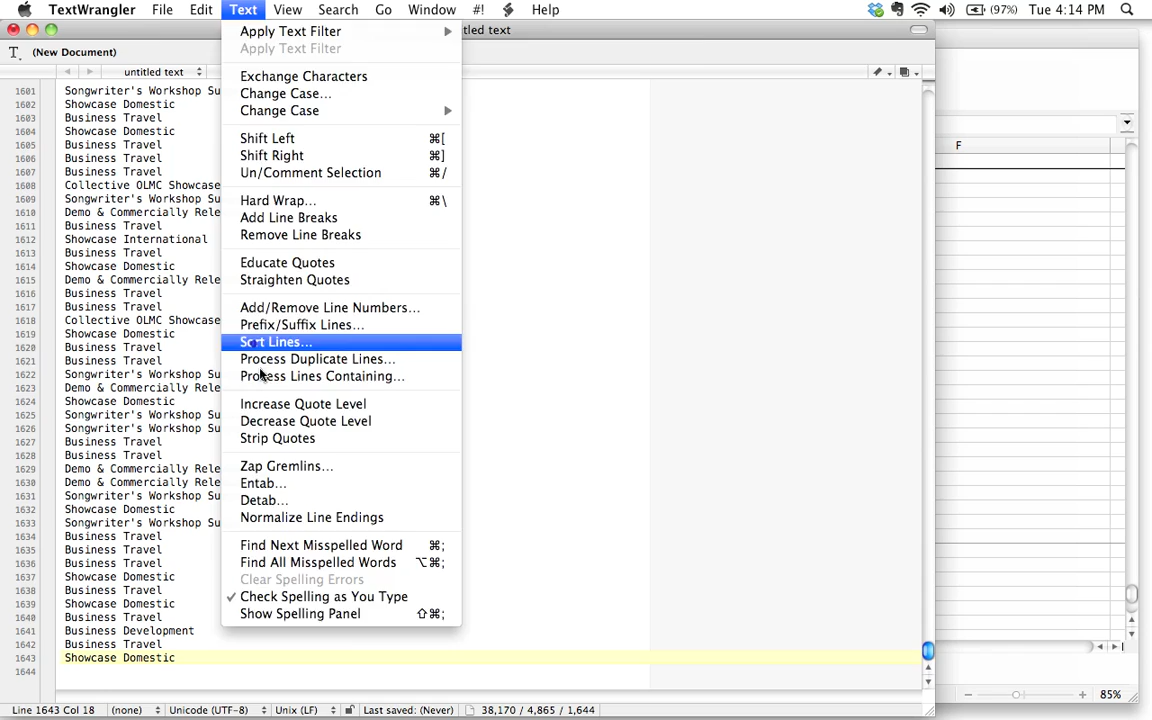 TextWrangler File Edit Text View Search Go Window #! Help (97%) Tue 4:14 PM
tled text
(New Document)
untitled text
Apply Text Filter
Apply Text Filter
Exchange Characters
Change Case...
Change Case
Shift Left ⌘[
Shift Right ⌘]
Un/Comment Selection ⌘/
Hard Wrap... ⌘\
Add Line Breaks
Remove Line Breaks
Educate Quotes
Straighten Quotes
Add/Remove Line Numbers...
Prefix/Suffix Lines...
Sort Lines...
Process Duplicate Lines...
Process Lines Containing...
Increase Quote Level
Decrease Quote Level
Strip Quotes
Zap Gremlins...
Entab...
Detab...
Normalize Line Endings
Find Next Misspelled Word ⌘;
Find All Misspelled Words ⌥⌘;
Clear Spelling Errors
✓ Check Spelling as You Type
Show Spelling Panel ⇧⌘;
1601 Songwriter's Workshop Su
1602 Showcase Domestic
1603 Business Travel
1604 Showcase Domestic
1605 Business Travel
1606 Business Travel
1607 Business Travel
1608 Collective OLMC Showcase
1609 Songwriter's Workshop Su
1610 Demo & Commercially Rele
1611 Business Travel
1612 Showcase International
1613 Business Travel
1614 Showcase Domestic
1615 Demo & Commercially Rele
1616 Business Travel
1617 Business Travel
1618 Collective OLMC Showcase
1619 Showcase Domestic
1620 Business Travel
1621 Business Travel
1622 Songwriter's Workshop Su
1623 Demo & Commercially Rele
1624 Showcase Domestic
1625 Songwriter's Workshop Su
1626 Songwriter's Workshop Su
1627 Business Travel
1628 Business Travel
1629 Demo & Commercially Rele
1630 Demo & Commercially Rele
1631 Songwriter's Workshop Su
1632 Showcase Domestic
1633 Songwriter's Workshop Su
1634 Business Travel
1635 Business Travel
1636 Business Travel
1637 Showcase Domestic
1638 Business Travel
1639 Showcase Domestic
1640 Business Travel
1641 Business Development
1642 Business Travel
1643 Showcase Domestic
1644
F
Line 1643 Col 18 (none) Unicode (UTF-8) Unix (LF) Last saved: (Never) 38,170 / 4,865 / 1,644
85%